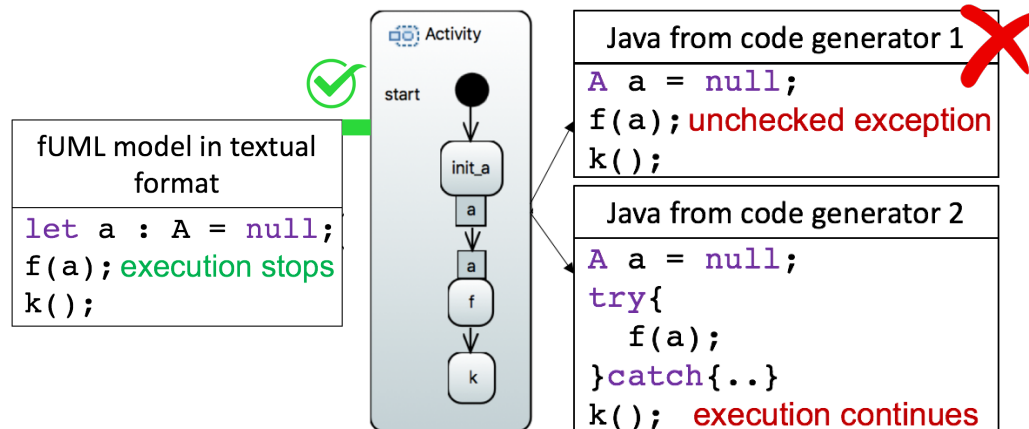 fUML model in textual
format
let a : A = null;
f(a); execution stops
k();
Activity
start
init_a
a
a
f
k
Java from code generator 1
A a = null;
f(a); unchecked exception
k();
Java from code generator 2
A a = null;
try{
f(a);
}catch{..}
k(); execution continues